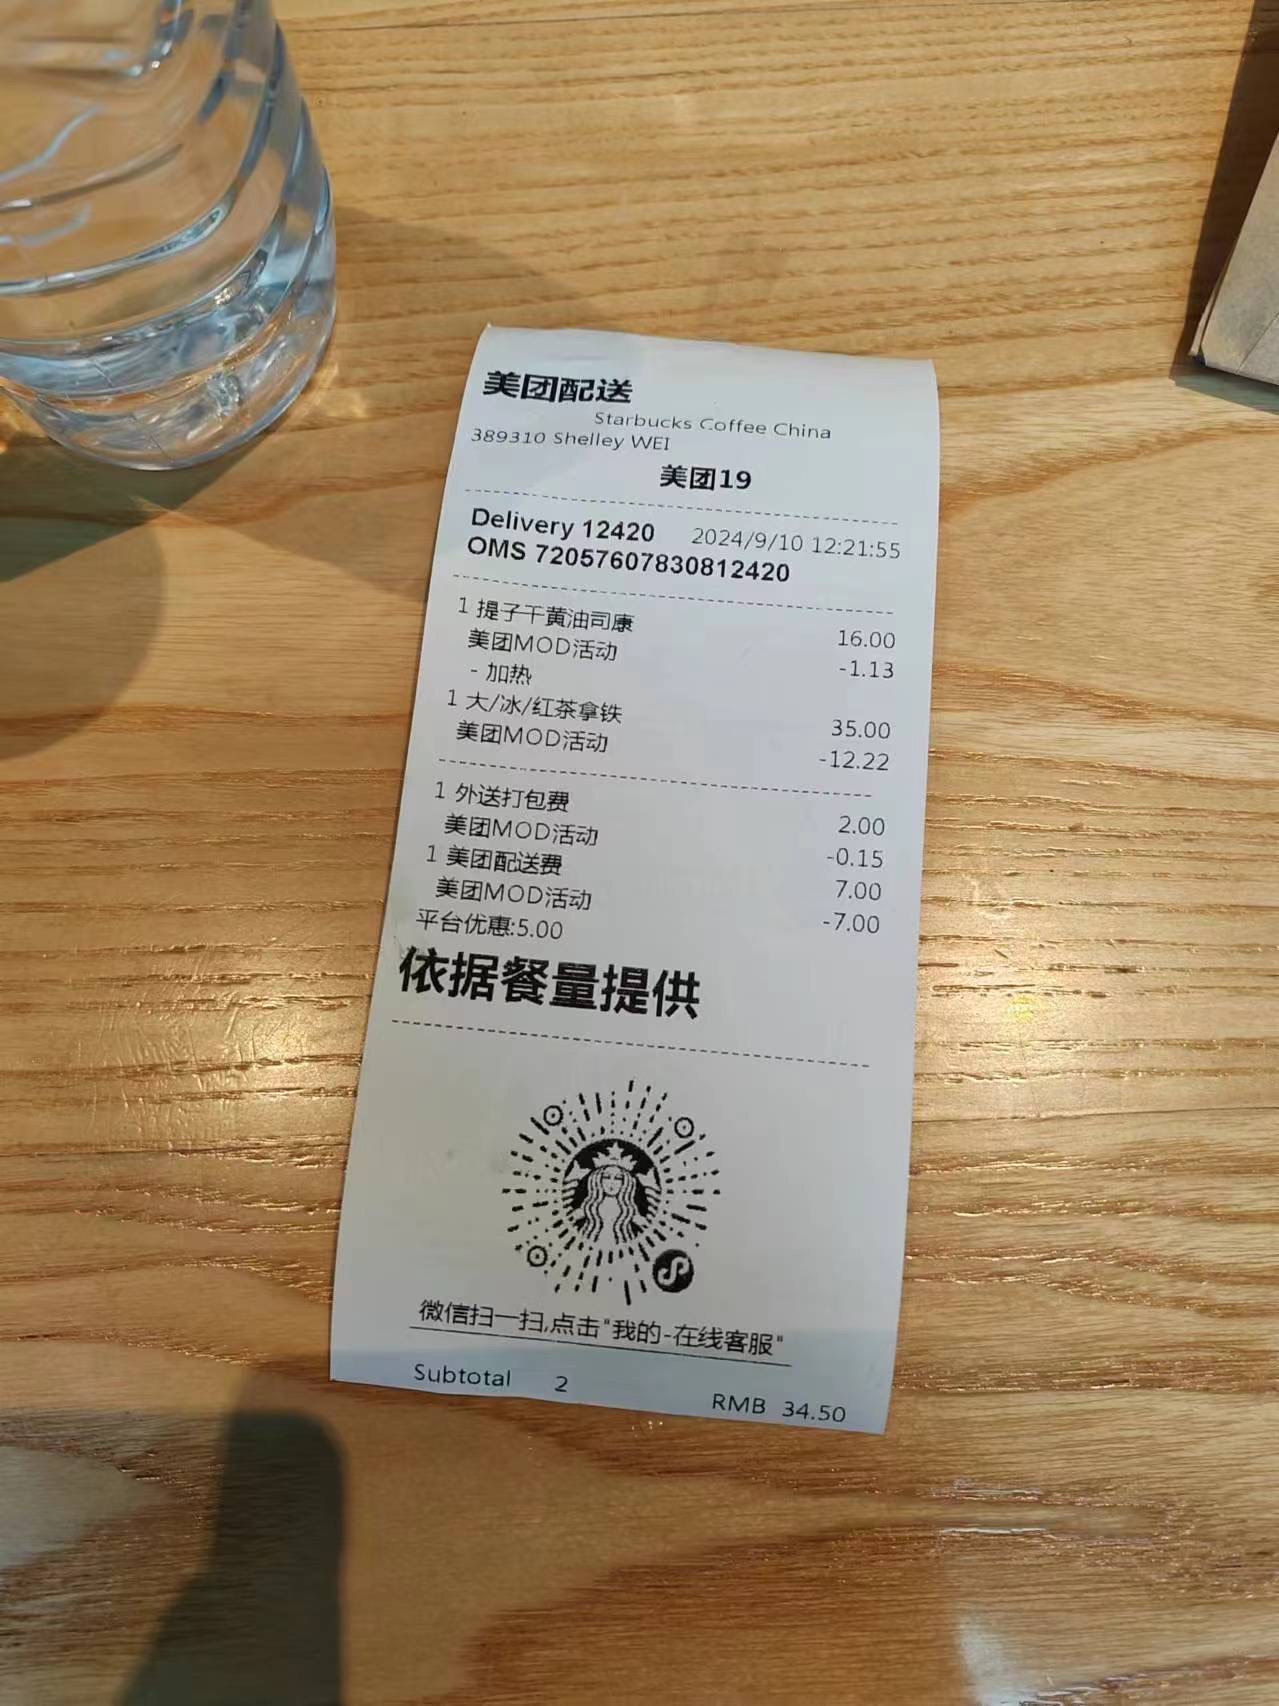 美团配送
Starbucks Coffee China
389310 Shelley WEI
美团19
Delivery 12420 2024/9/10 12:21:55
OMS 72057607830812420
1 提子干黄油司康 16.00
美团MOD活动 -1.13
- 加热
1 大/冰/红茶拿铁 35.00
美团MOD活动 -12.22
1 外送打包费 2.00
美团MOD活动 -0.15
1 美团配送费 7.00
美团MOD活动 -7.00
平台优惠:5.00
依据餐量提供
微信扫一扫,点击"我的-在线客服"
Subtotal 2 RMB 34.50